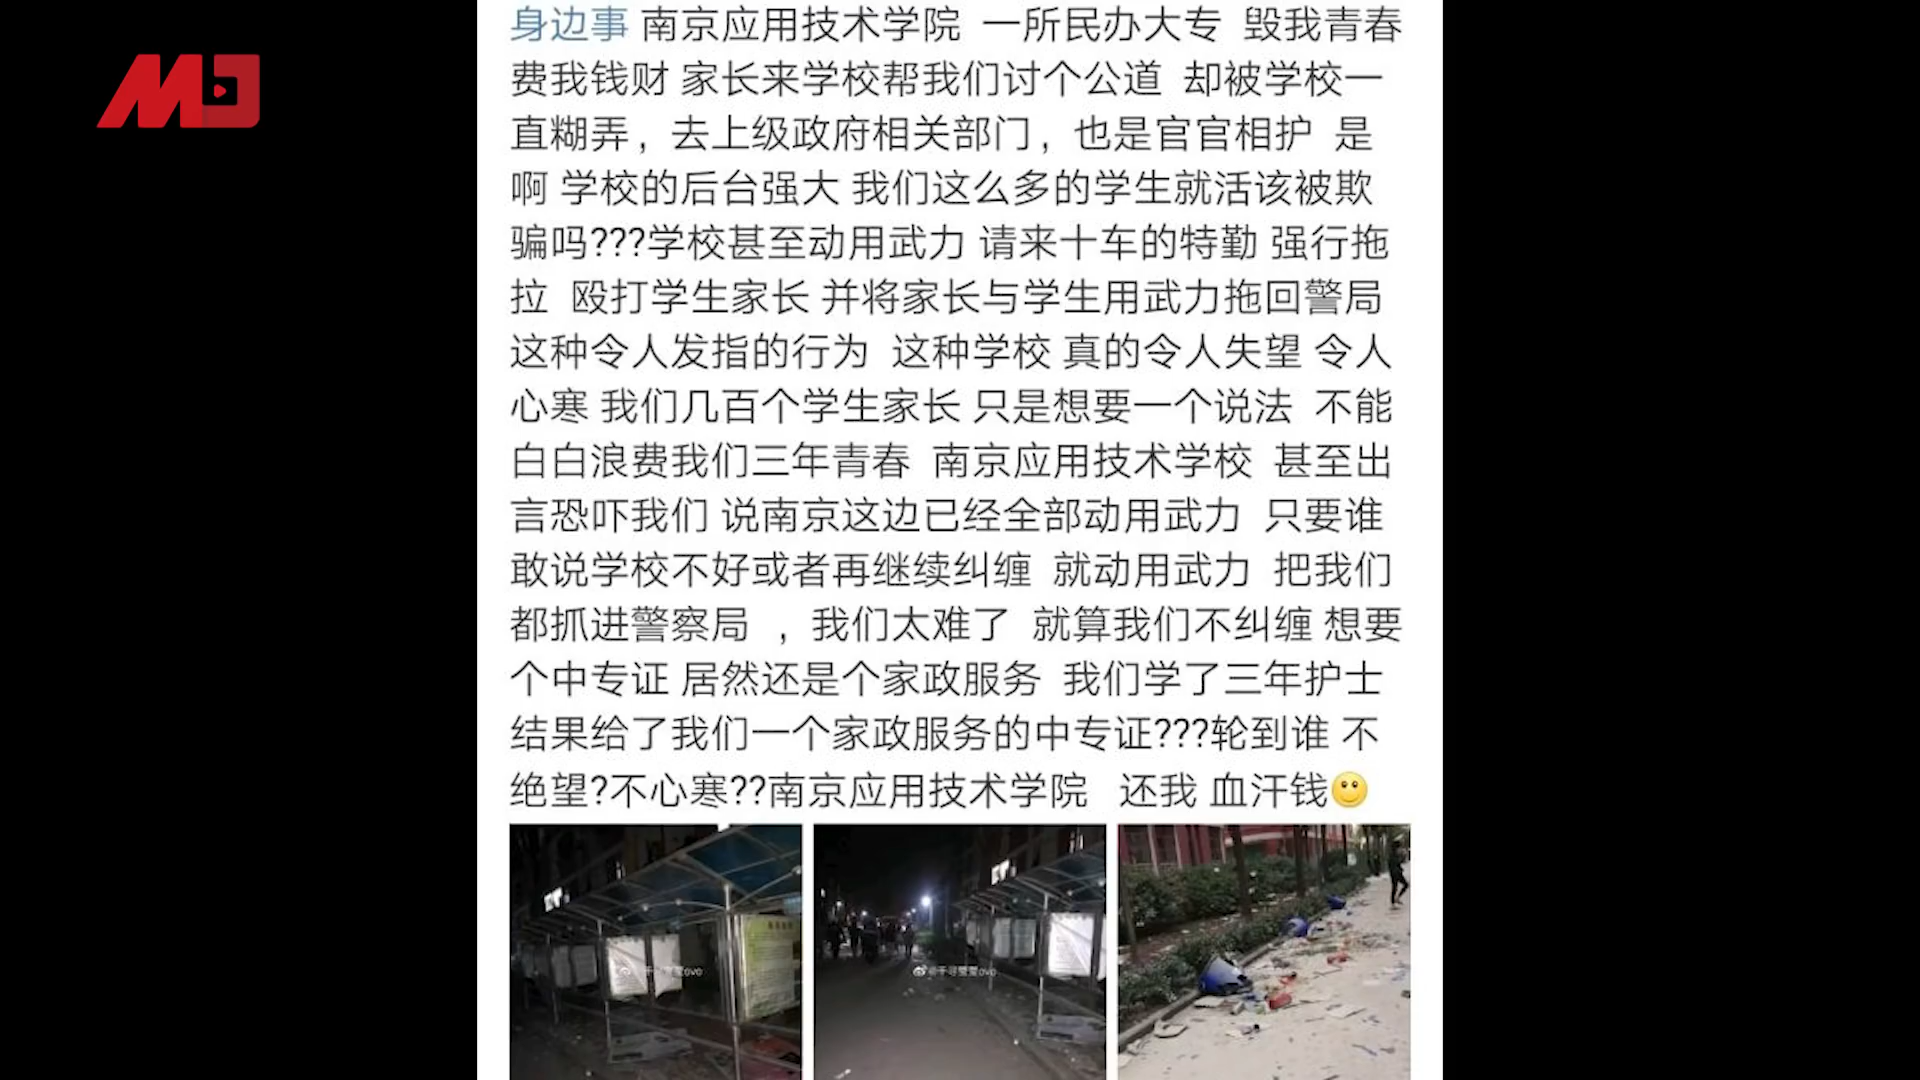 身边事 南京应用技术学院 一所民办大专 毁我青春
费我钱财 家长来学校帮我们讨个公道 却被学校一
直糊弄，去上级政府相关部门，也是官官相护 是
啊 学校的后台强大 我们这么多的学生就活该被欺
骗吗???学校甚至动用武力 请来十车的特勤 强行拖
拉 殴打学生家长 并将家长与学生用武力拖回警局
这种令人发指的行为 这种学校 真的令人失望 令人
心寒 我们几百个学生家长 只是想要一个说法 不能
白白浪费我们三年青春 南京应用技术学校 甚至出
言恐吓我们 说南京这边已经全部动用武力 只要谁
敢说学校不好或者再继续纠缠 就动用武力 把我们
都抓进警察局 ，我们太难了 就算我们不纠缠 想要
个中专证 居然还是个家政服务 我们学了三年护士
结果给了我们一个家政服务的中专证???轮到谁 不
绝望?不心寒??南京应用技术学院 还我 血汗钱